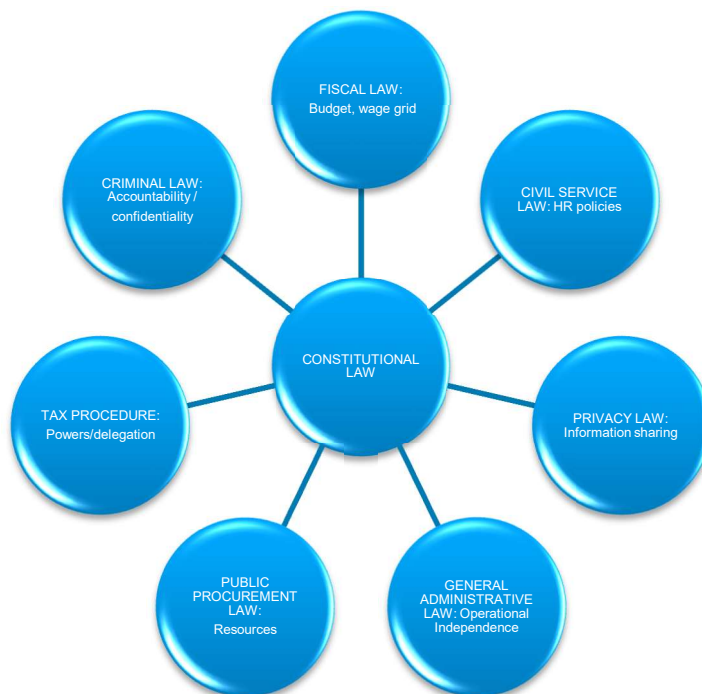 FISCAL LAW:
Budget, wage grid
CIVIL SERVICE
LAW: HR policies
PRIVACY LAW:
Information sharing
GENERAL
ADMINISTRATIVE
LAW: Operational
Independence
PUBLIC
PROCUREMENT
LAW:
Resources
TAX PROCEDURE:
Powers/delegation
CRIMINAL LAW:
Accountability /
confidentiality
CONSTITUTIONAL
LAW